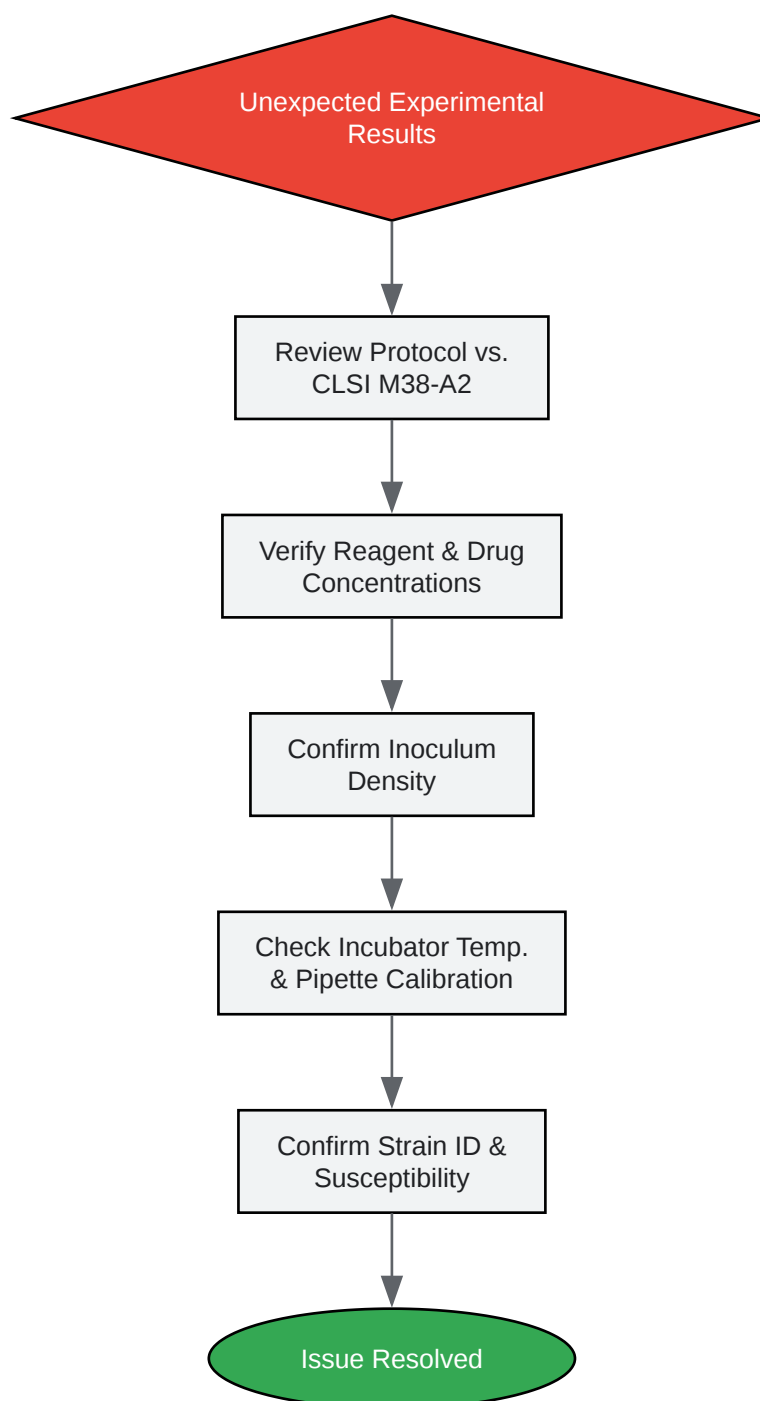 Unexpected Experimental
Results
Review Protocol vs.
CLSI M38-A2
Verify Reagent & Drug
Concentrations
Confirm Inoculum
Density
Check Incubator Temp.
& Pipette Calibration
Confirm Strain ID &
Susceptibility
Issue Resolved